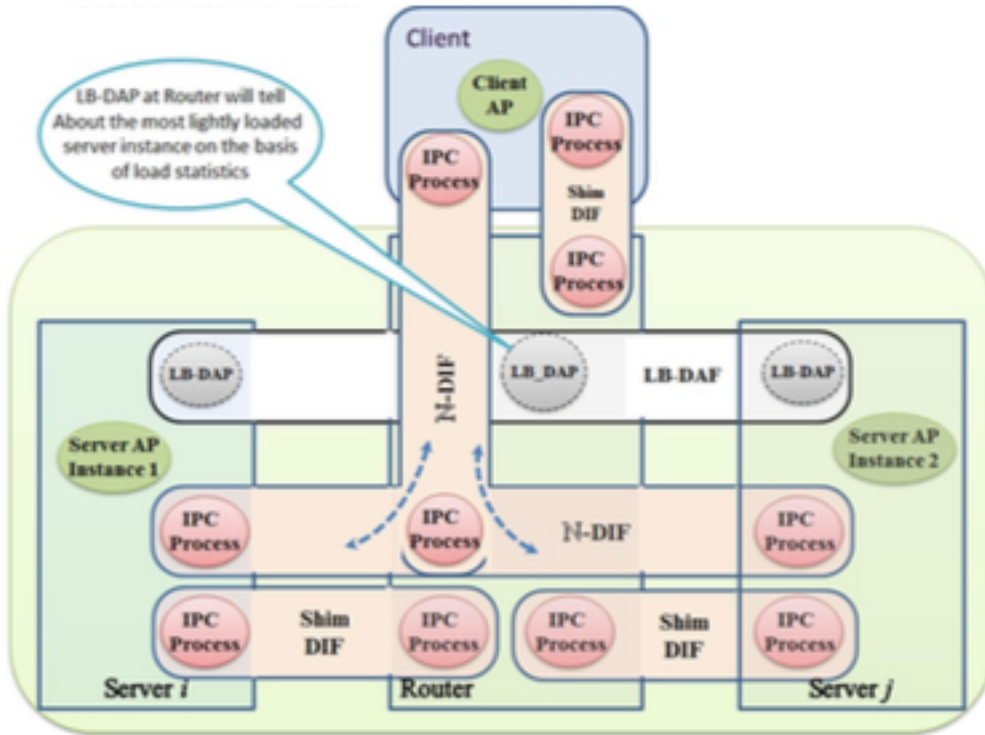 Client
LB-DAP at Router will tell
About the most lightly loaded
server instance on the basis
of load statistics
Client
AP
IPC
Process
IPC
Process
Shim
DIF
IPC
Process
LB-DAP
N-DIF
LB_DAP
LB-DAF
LB-DAP
Server AP
Instance 1
Server AP
Instance 2
IPC
Process
IPC
Process
N-DIF
IPC
Process
IPC
Process
Shim
DIF
IPC
Process
IPC
Process
Shim
DIF
IPC
Process
Server i
Router
Server j